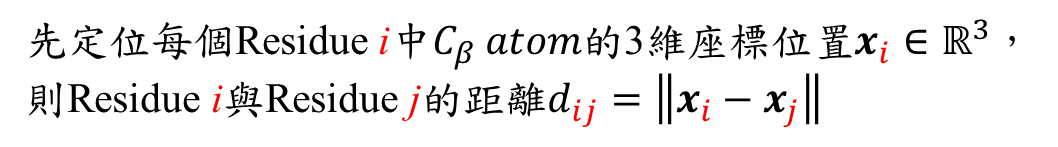 先定位每個Residue i中C_β atom的3維座標位置x_i ∈ ℝ³，
則Residue i與Residue j的距離d_ij = ‖x_i − x_j‖